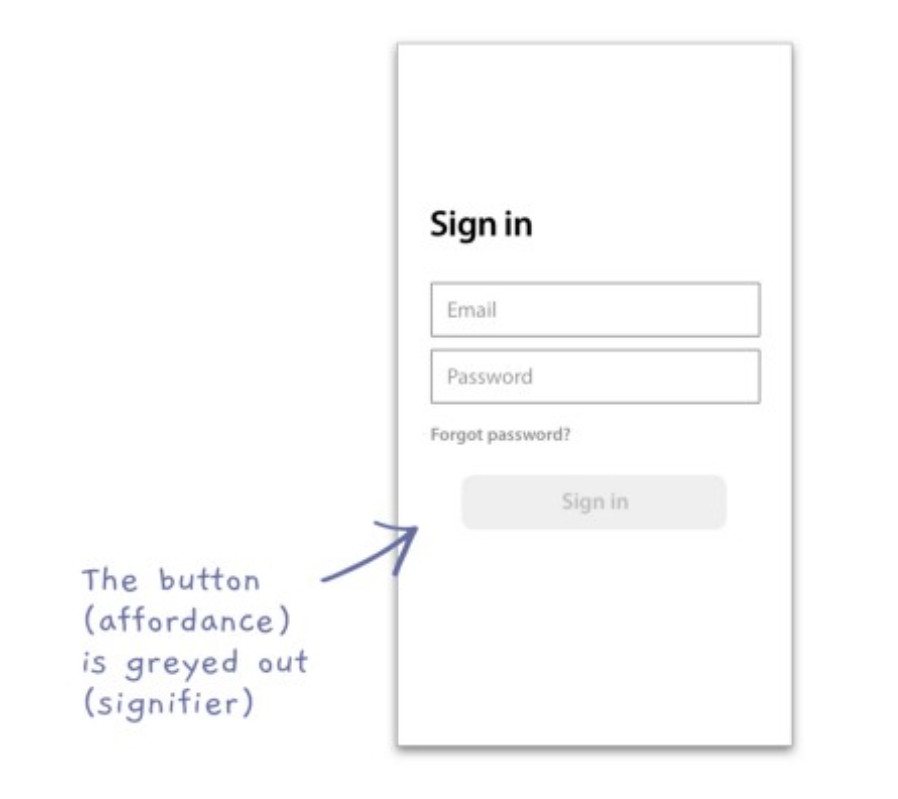 Sign in
Email
Password
Forgot password?
Sign in
The button
(affordance)
is greyed out
(signifier)